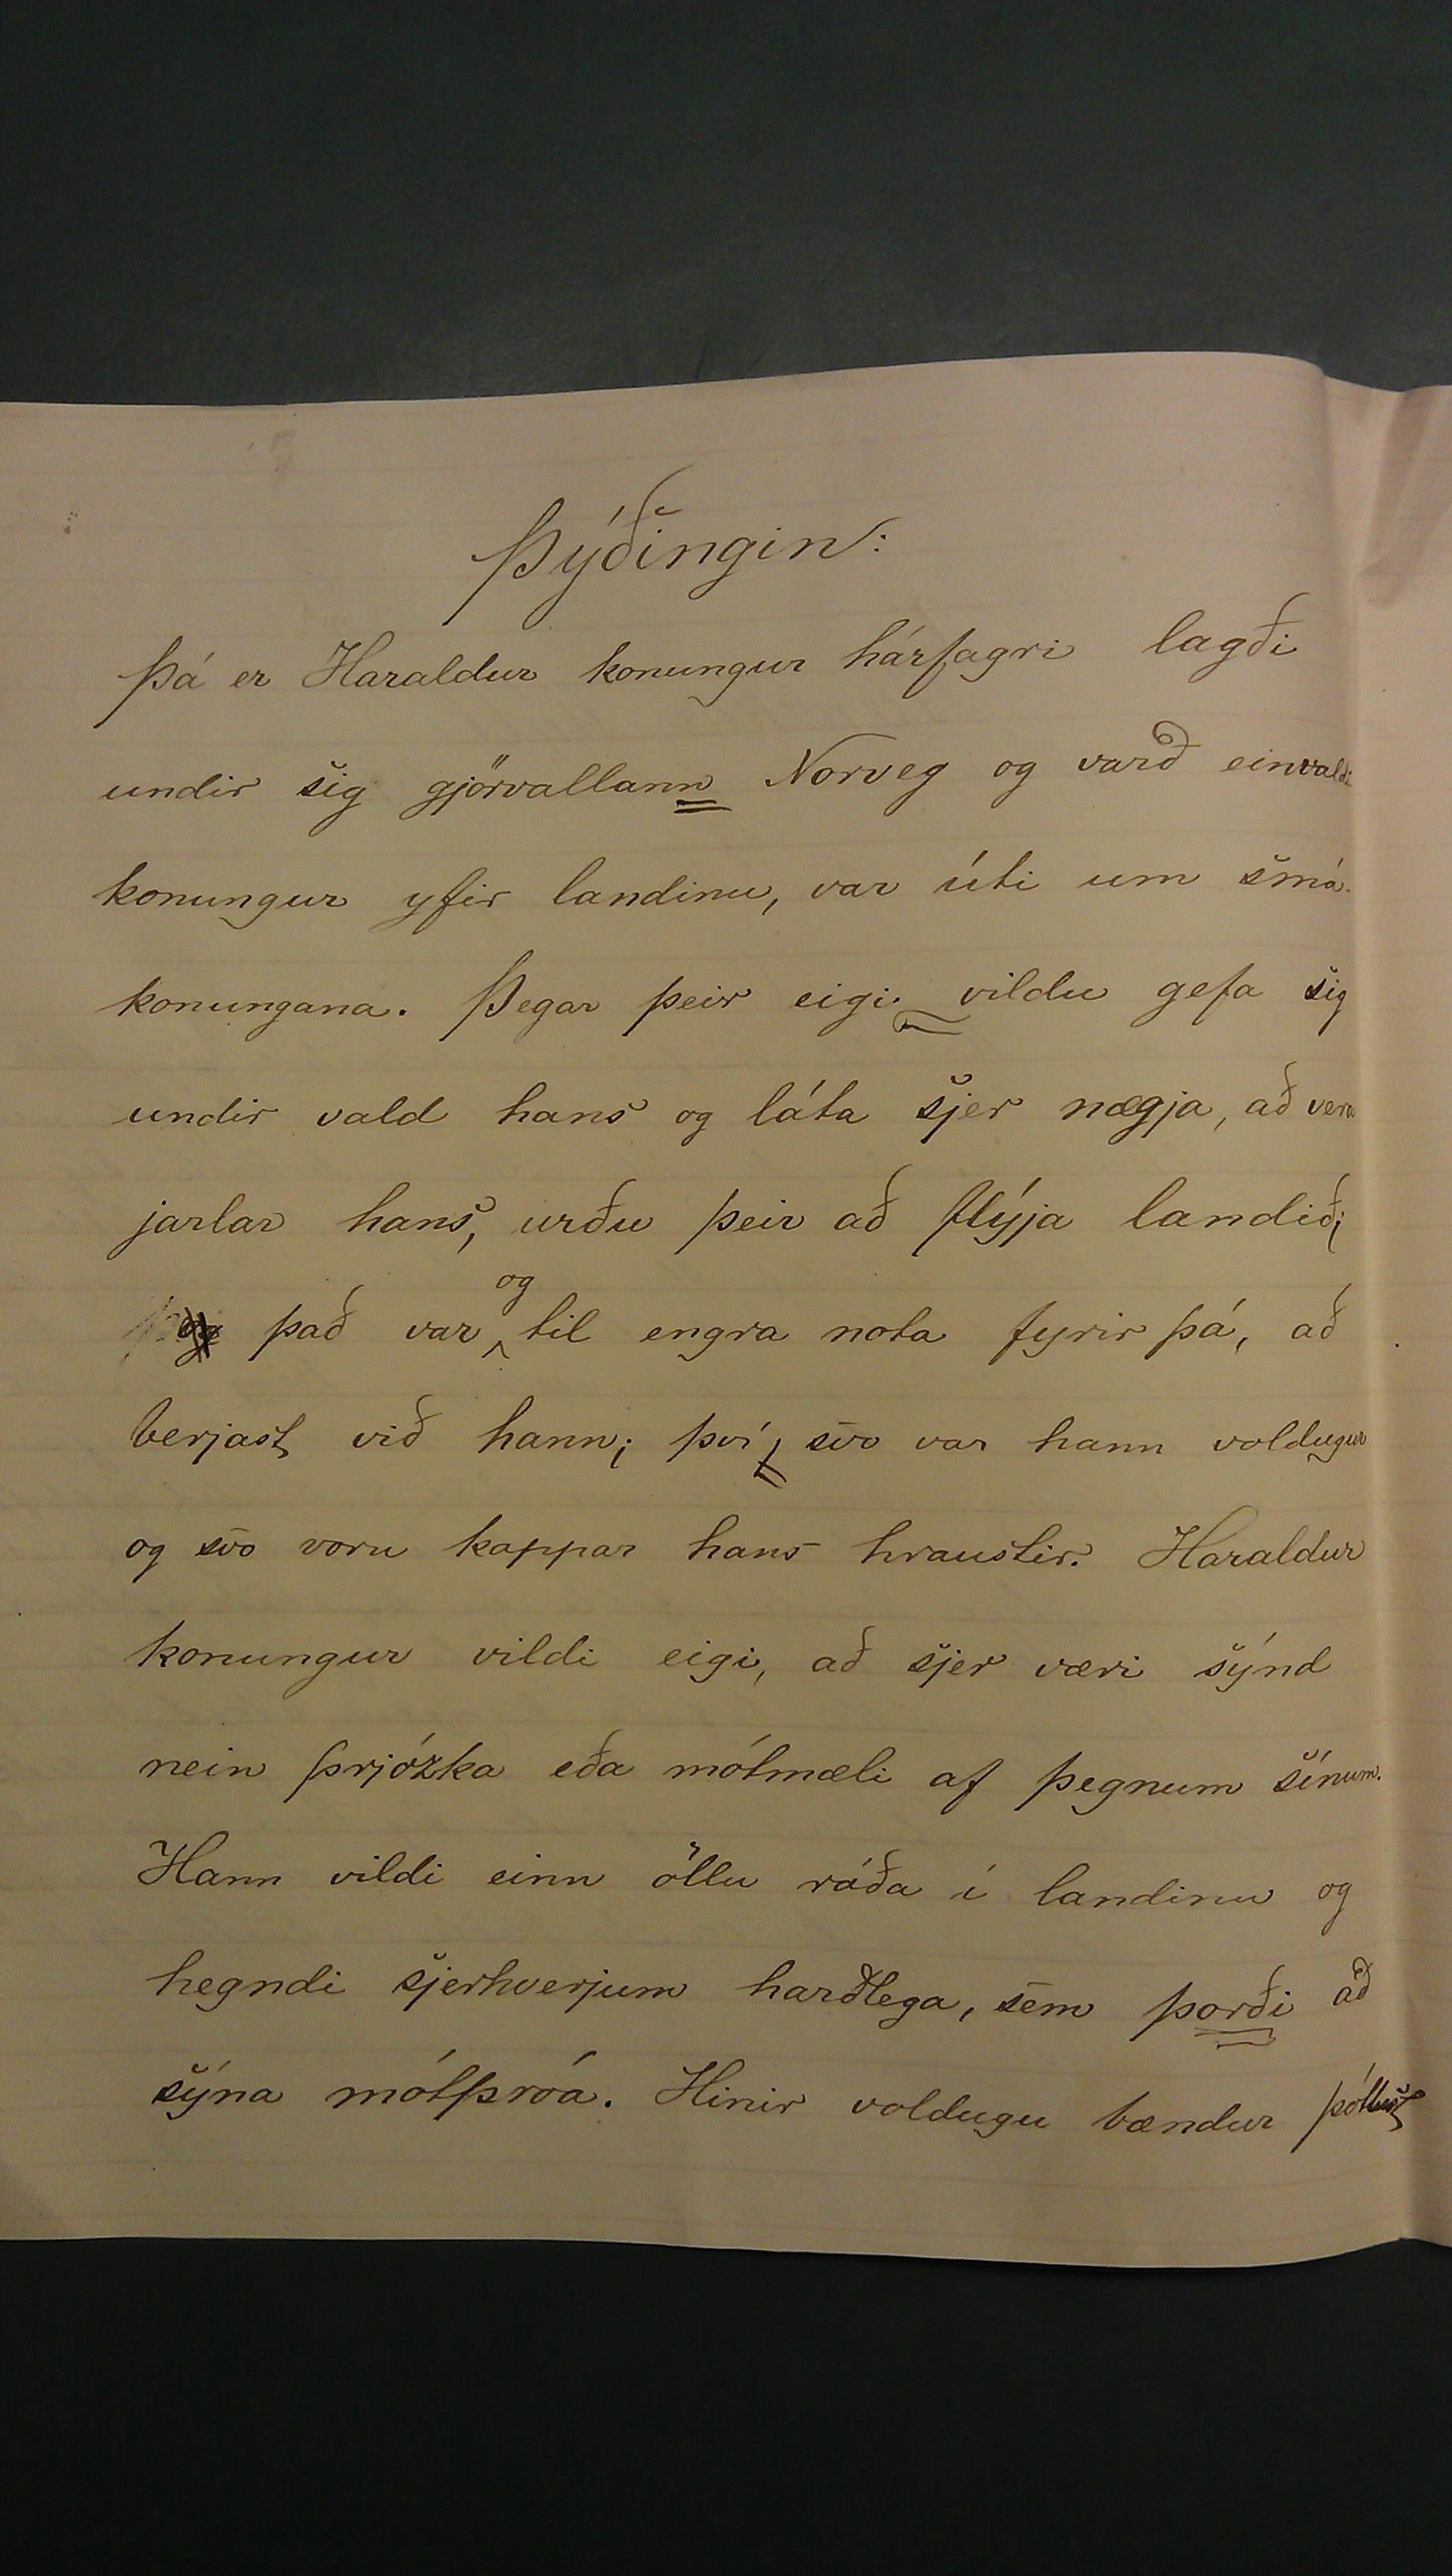 Þýðingin:
Þá er Haraldur konungur hárfagri lagði
undir sig gjörvallann Norveg og varð einvalds
konungur yfir landinu, var úti um smá-
konungana. Þegar þeir eigi vildu gefa sig
undir vald hans og láta sjer nægja, að vera
jarlar hans, urðu þeir að flýja landið;
það var og til engra nota fyrir þá, að
berjast við hann; því svo var hann voldugur
og svo voru kappar hans hraustir. Haraldur
konungur vildi eigi, að sjer væri sýnd
nein þrjózka eða mótmæli af þegnum sínum.
Hann vildi einn öllu ráða í landinu og
hegndi sjerhverjum harðlega, sem þorði að
sýna mótþróa. Hinir voldugu bændur þóttust